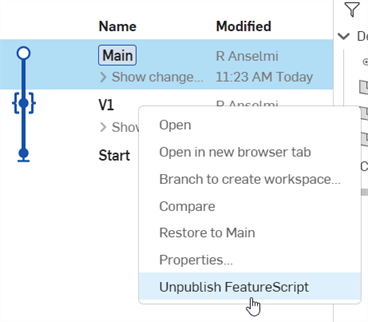 Name Modified
Main R Anselmi
Show change... 11:23 AM Today
V1 R Anselmi
Show
Start
Open
Open in new browser tab
Branch to create workspace...
Compare
Restore to Main
Properties...
Unpublish FeatureScript